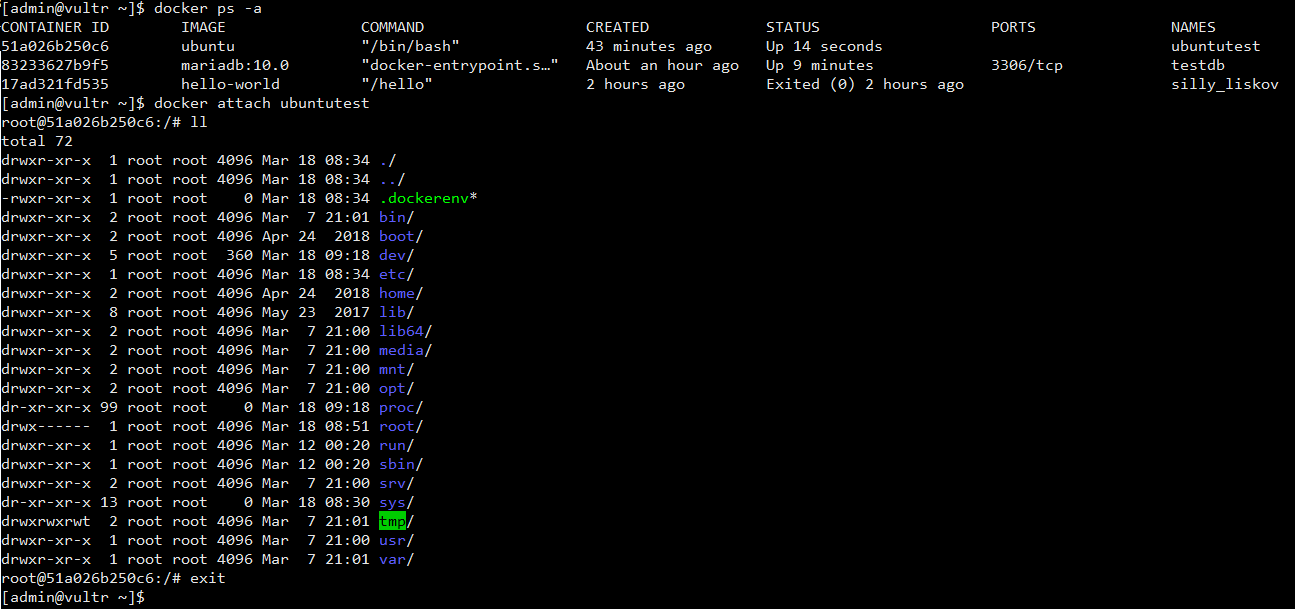 [admin@vultr ~]$ docker ps -a
CONTAINER ID        IMAGE               COMMAND                  CREATED             STATUS                   PORTS               NAMES
51a026b250c6        ubuntu              "/bin/bash"              43 minutes ago      Up 14 seconds                                ubuntutest
83233627b9f5        mariadb:10.0        "docker-entrypoint.s…"   About an hour ago   Up 9 minutes             3306/tcp            testdb
17ad321fd535        hello-world         "/hello"                 2 hours ago         Exited (0) 2 hours ago                       silly_liskov
[admin@vultr ~]$ docker attach ubuntutest
root@51a026b250c6:/# ll
total 72
drwxr-xr-x  1 root root 4096 Mar 18 08:34 ./
drwxr-xr-x  1 root root 4096 Mar 18 08:34 ../
-rwxr-xr-x  1 root root    0 Mar 18 08:34 .dockerenv*
drwxr-xr-x  2 root root 4096 Mar  7 21:01 bin/
drwxr-xr-x  2 root root 4096 Apr 24  2018 boot/
drwxr-xr-x  5 root root  360 Mar 18 09:18 dev/
drwxr-xr-x  1 root root 4096 Mar 18 08:34 etc/
drwxr-xr-x  2 root root 4096 Apr 24  2018 home/
drwxr-xr-x  8 root root 4096 May 23  2017 lib/
drwxr-xr-x  2 root root 4096 Mar  7 21:00 lib64/
drwxr-xr-x  2 root root 4096 Mar  7 21:00 media/
drwxr-xr-x  2 root root 4096 Mar  7 21:00 mnt/
drwxr-xr-x  2 root root 4096 Mar  7 21:00 opt/
dr-xr-xr-x 99 root root    0 Mar 18 09:18 proc/
drwx------  1 root root 4096 Mar 18 08:51 root/
drwxr-xr-x  1 root root 4096 Mar 12 00:20 run/
drwxr-xr-x  1 root root 4096 Mar 12 00:20 sbin/
drwxr-xr-x  2 root root 4096 Mar  7 21:00 srv/
dr-xr-xr-x 13 root root    0 Mar 18 08:30 sys/
drwxrwxrwt  2 root root 4096 Mar  7 21:01 tmp/
drwxr-xr-x  1 root root 4096 Mar  7 21:00 usr/
drwxr-xr-x  1 root root 4096 Mar  7 21:01 var/
root@51a026b250c6:/# exit
[admin@vultr ~]$